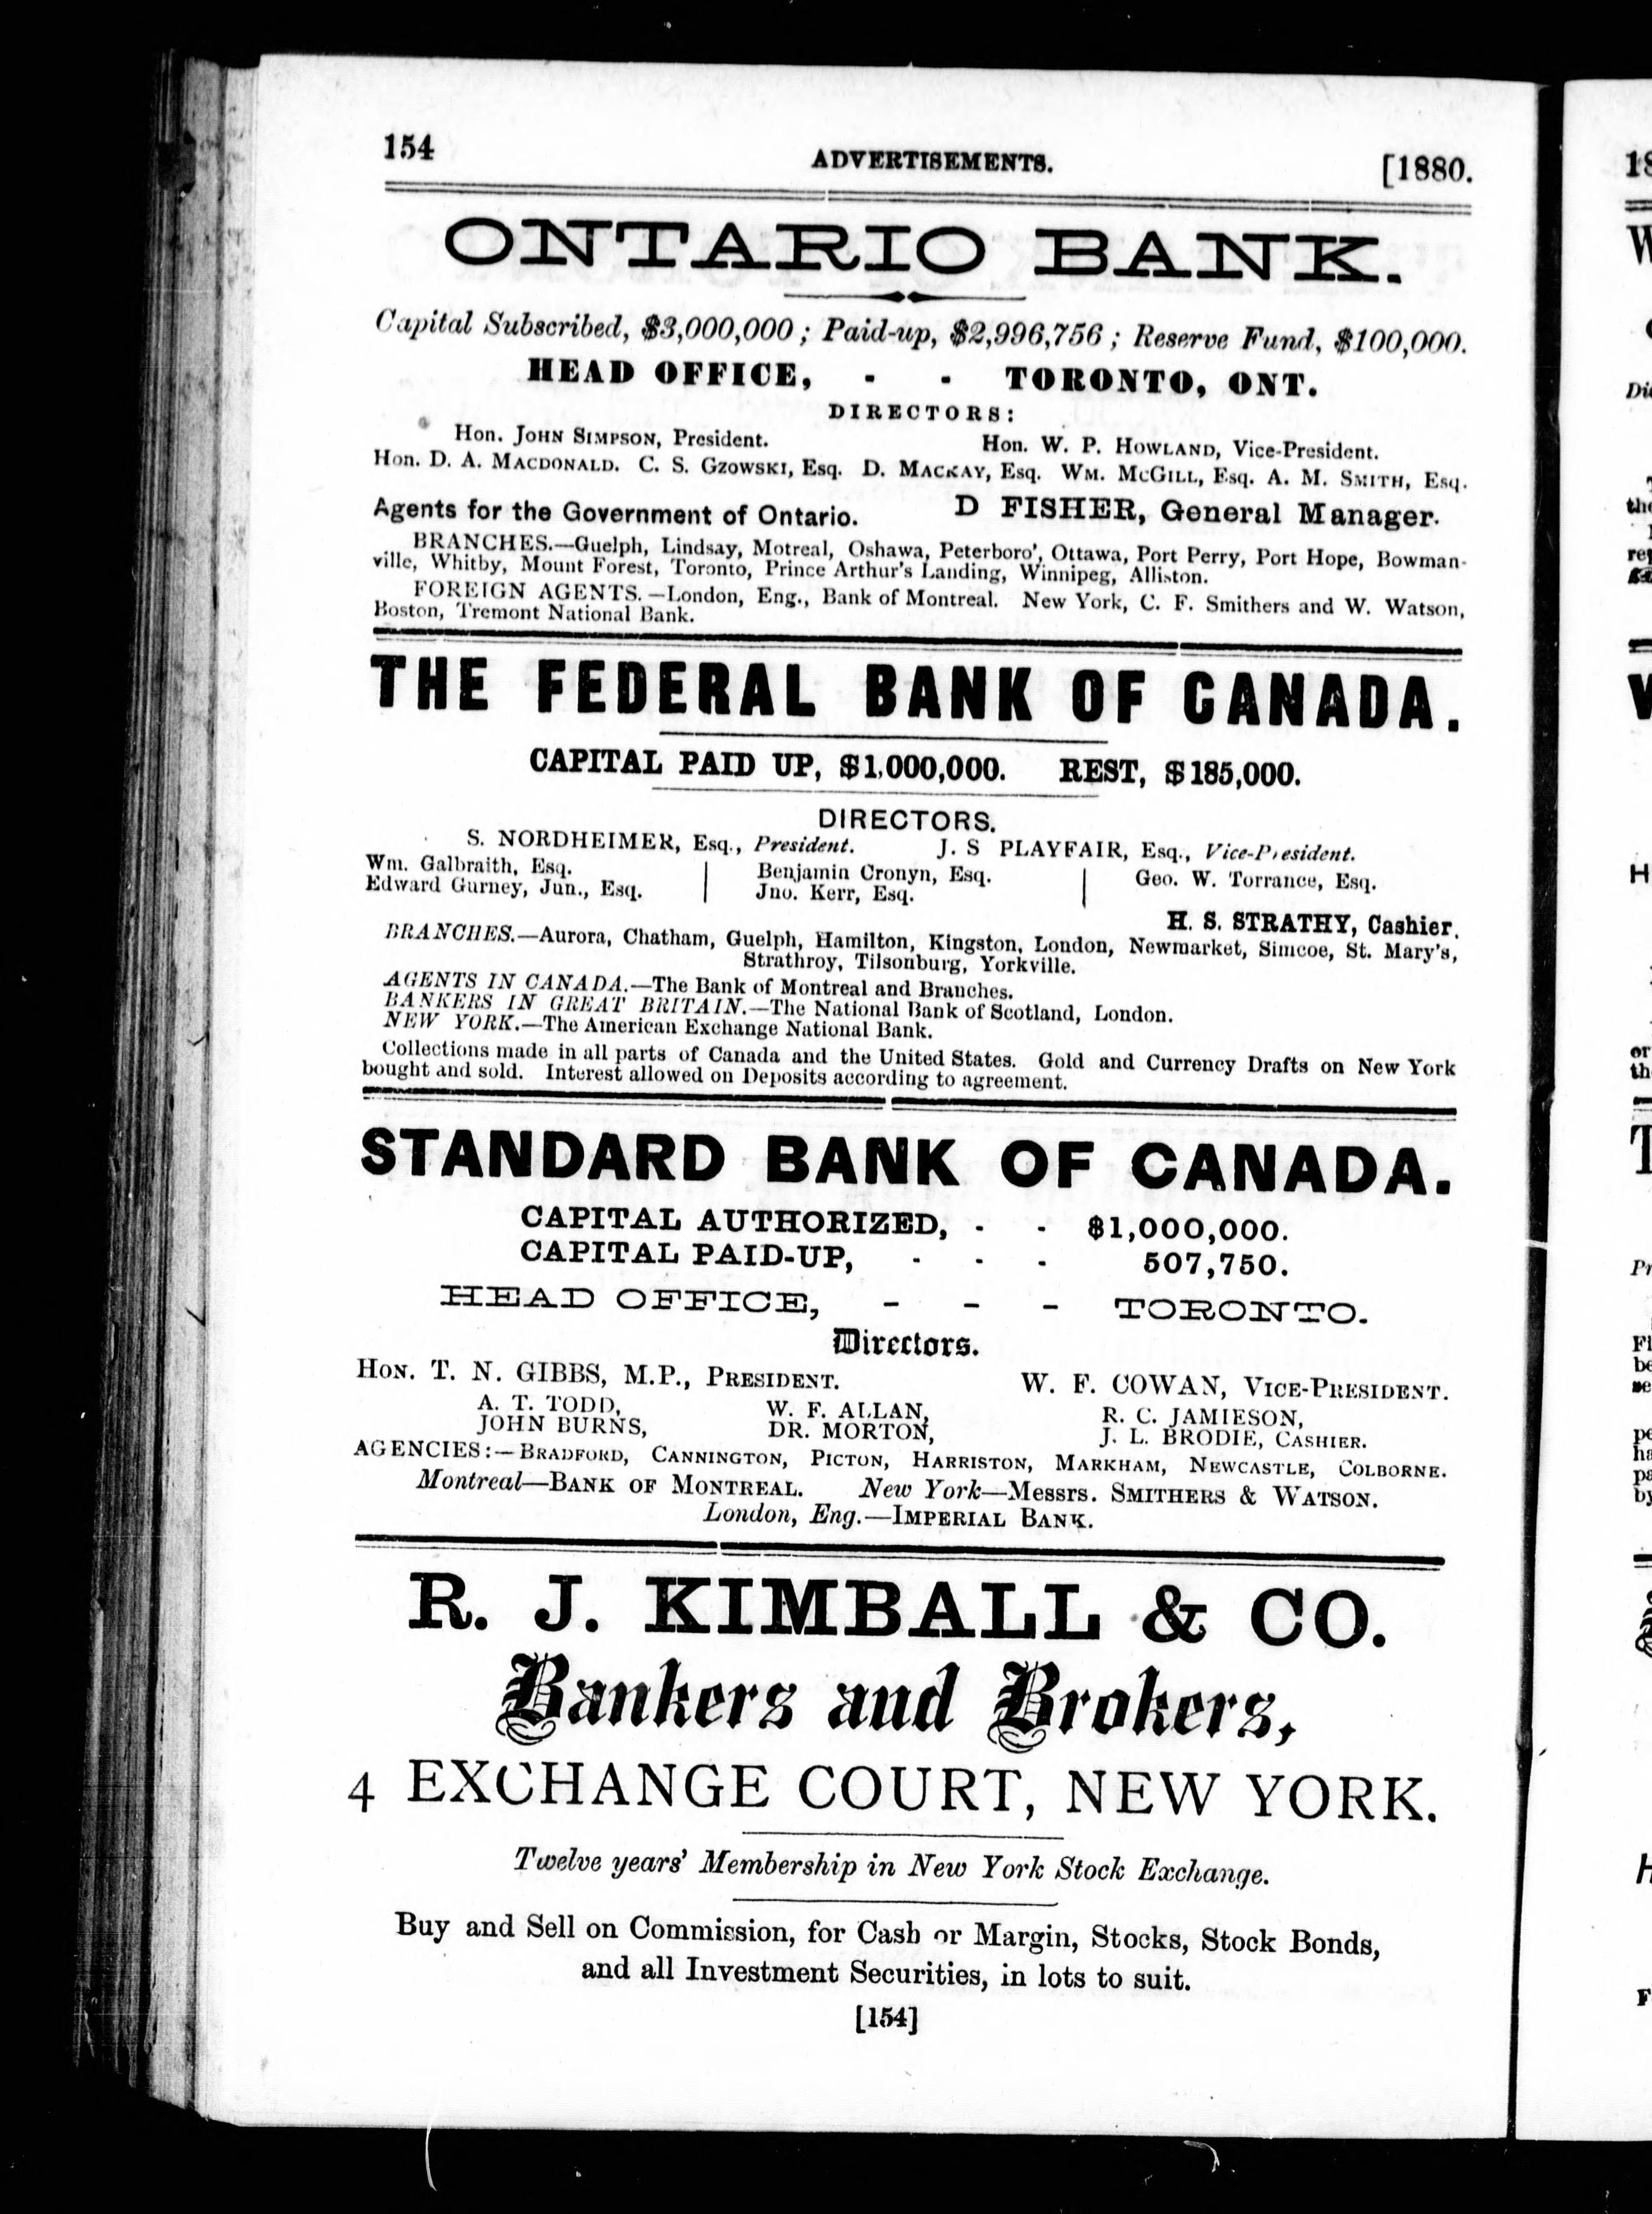 154 ADVERTISEMENTS. [1880.
ONTARIO BANK.
Capital Subscribed, $3,000,000; Paid-up, $2,996,756; Reserve Fund, $100,000.
HEAD OFFICE, - - TORONTO, ONT.
DIRECTORS:
Hon. JOHN SIMPSON, President. Hon. W. P. HOWLAND, Vice-President.
Hon. D. A. MACDONALD. C. S. GZOWSKI, Esq. D. MACKAY, Esq. WM. MCGILL, Esq. A. M. SMITH, Esq.
Agents for the Government of Ontario. D FISHER, General Manager.
BRANCHES.—Guelph, Lindsay, Motreal, Oshawa, Peterboro', Ottawa, Port Perry, Port Hope, Bowman-
ville, Whitby, Mount Forest, Toronto, Prince Arthur's Landing, Winnipeg, Alliston.
FOREIGN AGENTS.—London, Eng., Bank of Montreal. New York, C. F. Smithers and W. Watson,
Boston, Tremont National Bank.
THE FEDERAL BANK OF CANADA.
CAPITAL PAID UP, $1,000,000. REST, $185,000.
DIRECTORS.
S. NORDHEIMER, Esq., President. J. S PLAYFAIR, Esq., Vice-President.
Wm. Galbraith, Esq. Benjamin Cronyn, Esq. Geo. W. Torrance, Esq.
Edward Gurney, Jun., Esq. Jno. Kerr, Esq.
H. S. STRATHY, Cashier.
BRANCHES.—Aurora, Chatham, Guelph, Hamilton, Kingston, London, Newmarket, Simcoe, St. Mary's,
Strathroy, Tilsonburg, Yorkville.
AGENTS IN CANADA.—The Bank of Montreal and Branches.
BANKERS IN GREAT BRITAIN.—The National Bank of Scotland, London.
NEW YORK.—The American Exchange National Bank.
Collections made in all parts of Canada and the United States. Gold and Currency Drafts on New York
bought and sold. Interest allowed on Deposits according to agreement.
STANDARD BANK OF CANADA.
CAPITAL AUTHORIZED, - - $1,000,000.
CAPITAL PAID-UP, - - - 507,750.
HEAD OFFICE, - - - TORONTO.
Directors.
HON. T. N. GIBBS, M.P., PRESIDENT. W. F. COWAN, VICE-PRESIDENT.
A. T. TODD, W. F. ALLAN, R. C. JAMIESON,
JOHN BURNS, DR. MORTON, J. L. BRODIE, CASHIER.
AGENCIES:—BRADFORD, CANNINGTON, PICTON, HARRISTON, MARKHAM, NEWCASTLE, COLBORNE.
Montreal—BANK OF MONTREAL. New York—Messrs. SMITHERS & WATSON.
London, Eng.—IMPERIAL BANK.
R. J. KIMBALL & CO.
Bankers and Brokers,
4 EXCHANGE COURT, NEW YORK.
Twelve years' Membership in New York Stock Exchange.
Buy and Sell on Commission, for Cash or Margin, Stocks, Stock Bonds,
and all Investment Securities, in lots to suit.
[154]